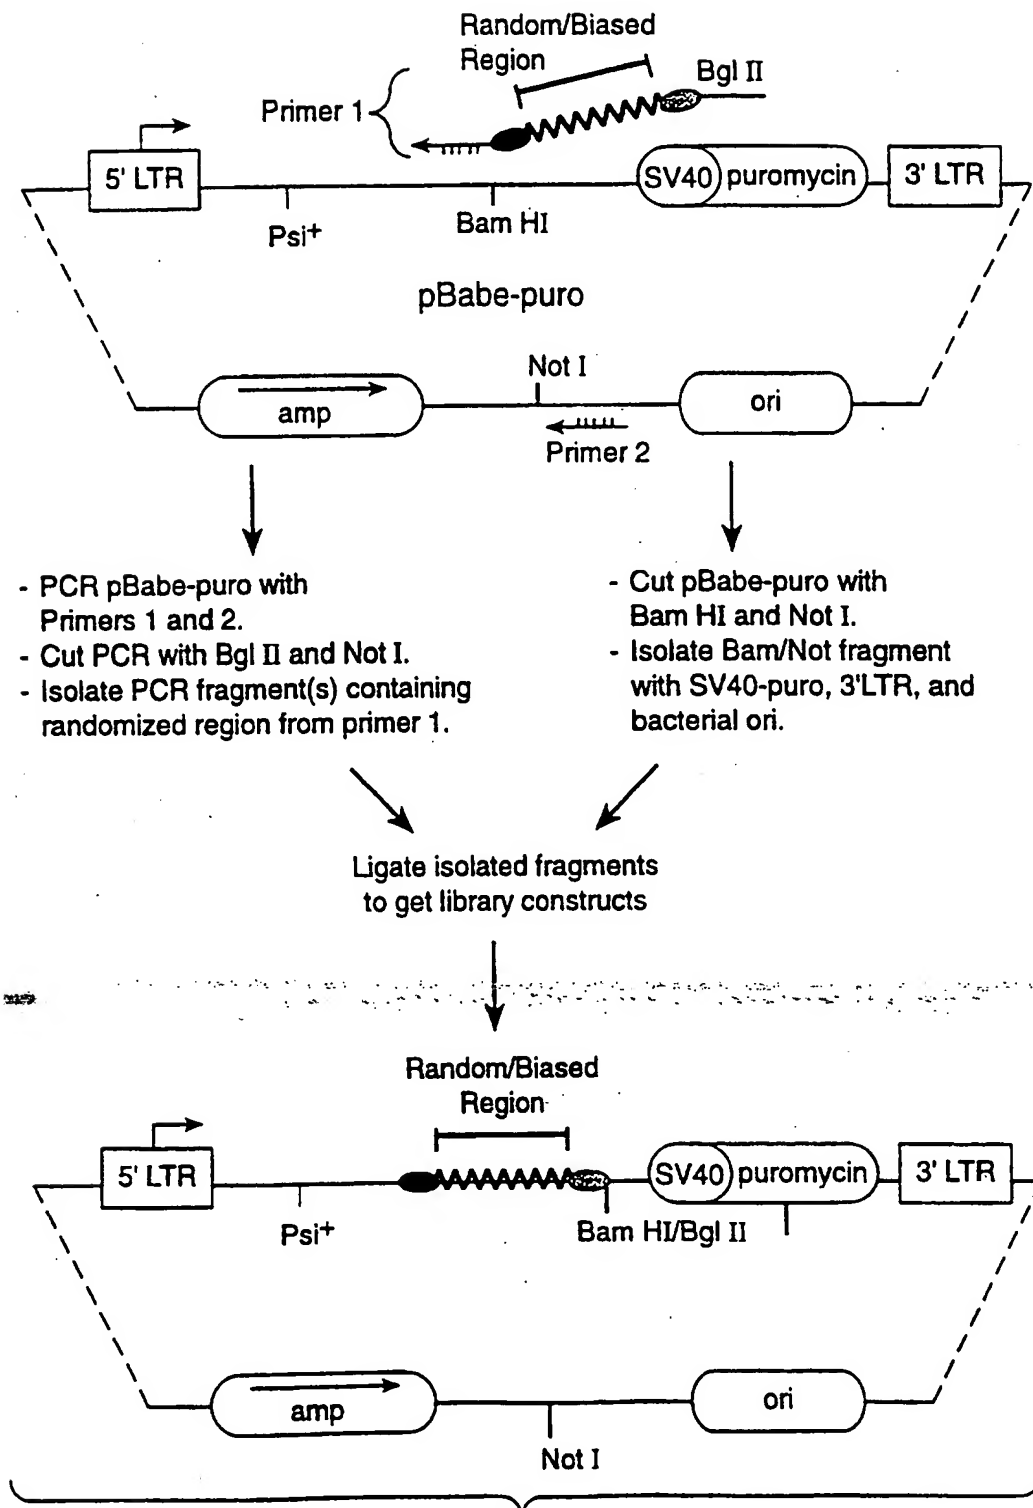 Random/Biased
Region
Bgl II
Primer 1
5' LTR
SV40
puromycin
3' LTR
Psi+
Bam HI
pBabe-puro
Not I
amp
ori
Primer 2
- PCR pBabe-puro with
Primers 1 and 2.
- Cut PCR with Bgl II and Not I.
- Isolate PCR fragment(s) containing
randomized region from primer 1.
- Cut pBabe-puro with
Bam HI and Not I.
- Isolate Bam/Not fragment
with SV40-puro, 3'LTR, and
bacterial ori.
Ligate isolated fragments
to get library constructs
Random/Biased
Region
5' LTR
SV40
puromycin
3' LTR
Psi+
Bam HI/Bgl II
amp
ori
Not I